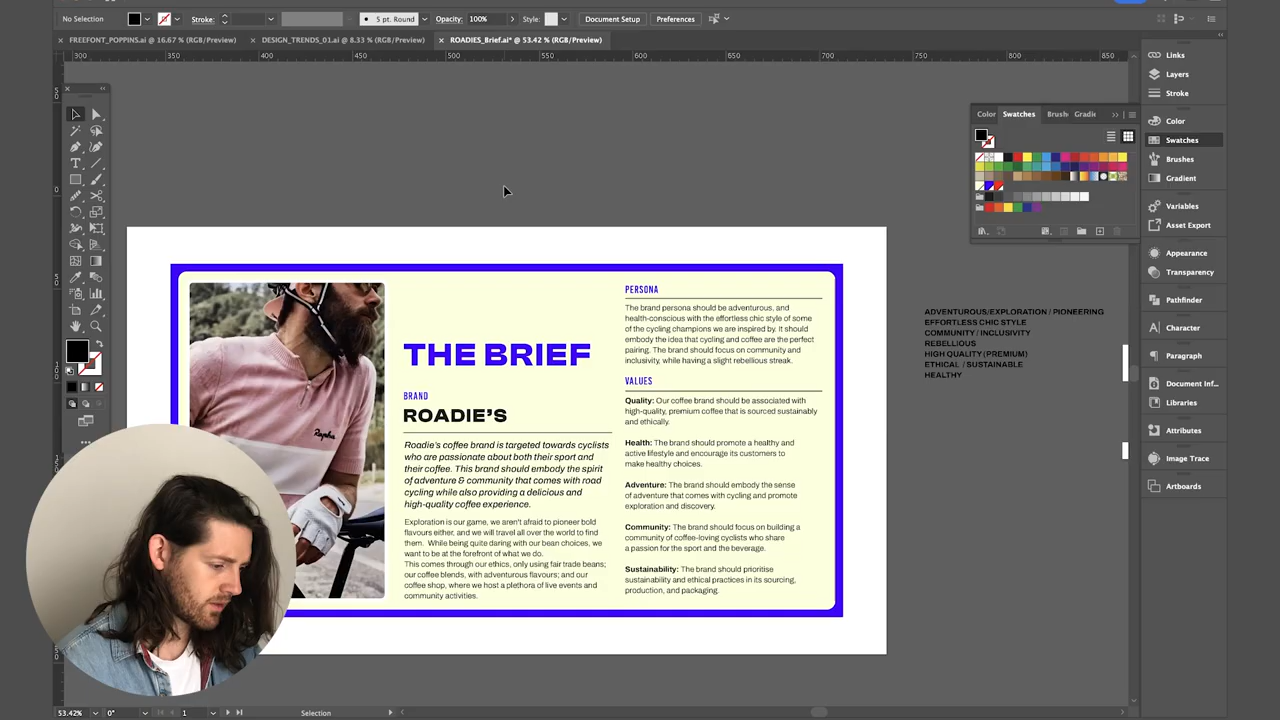 No Selection
Stroke:
5 pt. Round
Opacity: 100%
Style:
Document Setup
Preferences
FREEFONT_POPPINS.ai @ 16.67 % (RGB/Preview)
DESIGN_TRENDS_01.ai @ 8.33 % (RGB/Preview)
ROADIES_Brief.ai* @ 53.42 % (RGB/Preview)
300 350 400 450 500 550 600 650 700 750 800 850
Color Swatches Brush Gradi
Links
Layers
Stroke
Color
Swatches
Brushes
Gradient
Variables
Asset Export
Appearance
Transparency
Pathfinder
Character
Paragraph
Document Inf...
Libraries
Attributes
Image Trace
Artboards
Rapha
THE BRIEF
BRAND
ROADIE'S
Roadie's coffee brand is targeted towards cyclists
who are passionate about both their sport and
their coffee. This brand should embody the spirit
of adventure & community that comes with road
cycling while also providing a delicious and
high-quality coffee experience.
Exploration is our game, we aren't afraid to pioneer bold
flavours either, and we will travel all over the world to find
them. While being quite daring with our bean choices, we
want to be at the forefront of what we do.
This comes through our ethics, only using fair trade beans;
our coffee blends, with adventurous flavours; and our
coffee shop, where we host a plethora of live events and
community activities.
PERSONA
The brand persona should be adventurous, and
health-conscious with the effortless chic style of some
of the cycling champions we are inspired by. It should
embody the idea that cycling and coffee are the perfect
pairing. The brand should focus on community and
inclusivity, while having a slight rebellious streak.
VALUES
Quality: Our coffee brand should be associated with
high-quality, premium coffee that is sourced sustainably
and ethically.
Health: The brand should promote a healthy and
active lifestyle and encourage its customers to
make healthy choices.
Adventure: The brand should embody the sense
of adventure that comes with cycling and promote
exploration and discovery.
Community: The brand should focus on building a
community of coffee-loving cyclists who share
a passion for the sport and the beverage.
Sustainability: The brand should prioritise
sustainability and ethical practices in its sourcing,
production, and packaging.
ADVENTUROUS/EXPLORATION / PIONEERING
EFFORTLESS CHIC STYLE
COMMUNITY / INCLUSIVITY
REBELLIOUS
HIGH QUALITY (PREMIUM)
ETHICAL / SUSTAINABLE
HEALTHY
53.42%
0°
1
Selection